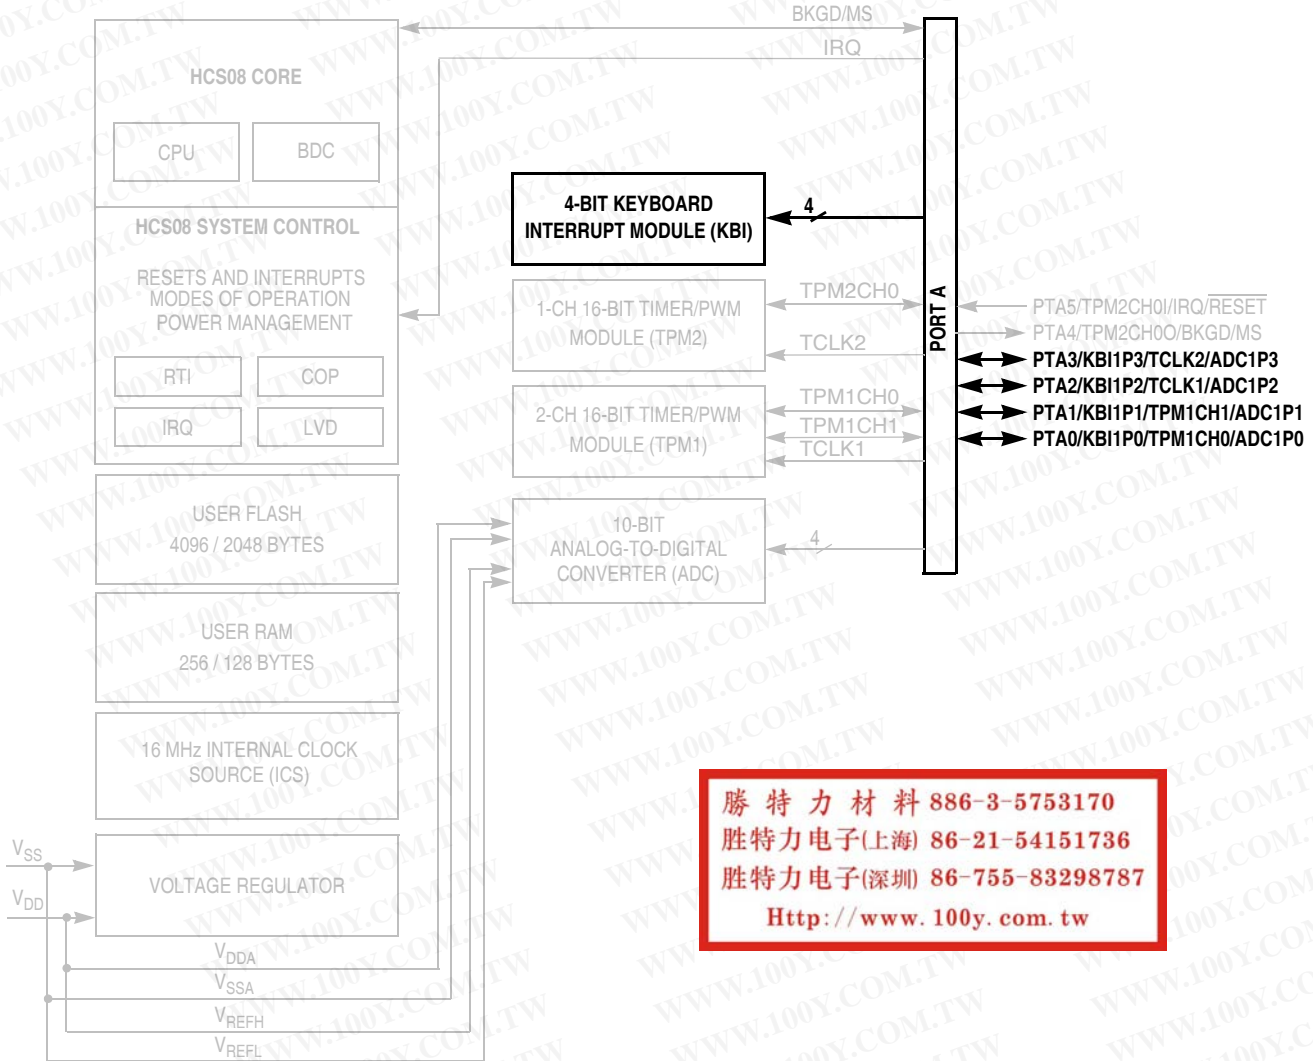 BKGD/MS
IRQ
HCS08 CORE
CPU
BDC
4-BIT KEYBOARD
INTERRUPT MODULE (KBI)
4
HCS08 SYSTEM CONTROL
RESETS AND INTERRUPTS
MODES OF OPERATION
POWER MANAGEMENT
RTI
COP
IRQ
LVD
1-CH 16-BIT TIMER/PWM
MODULE (TPM2)
TPM2CH0
TCLK2
2-CH 16-BIT TIMER/PWM
MODULE (TPM1)
TPM1CH0
TPM1CH1
TCLK1
PORT A
PTA5/TPM2CH0I/IRQ/RESET
PTA4/TPM2CH0O/BKGD/MS
PTA3/KBI1P3/TCLK2/ADC1P3
PTA2/KBI1P2/TCLK1/ADC1P2
PTA1/KBI1P1/TPM1CH1/ADC1P1
PTA0/KBI1P0/TPM1CH0/ADC1P0
USER FLASH
4096 / 2048 BYTES
10-BIT
ANALOG-TO-DIGITAL
CONVERTER (ADC)
4
USER RAM
256 / 128 BYTES
16 MHz INTERNAL CLOCK
SOURCE (ICS)
VSS
VDD
VOLTAGE REGULATOR
VDDA
VSSA
VREFH
VREFL
勝特力材料 886-3-5753170
胜特力电子(上海) 86-21-54151736
胜特力电子(深圳) 86-755-83298787
Http://www.100y.com.tw
WWW.100Y.COM.TW